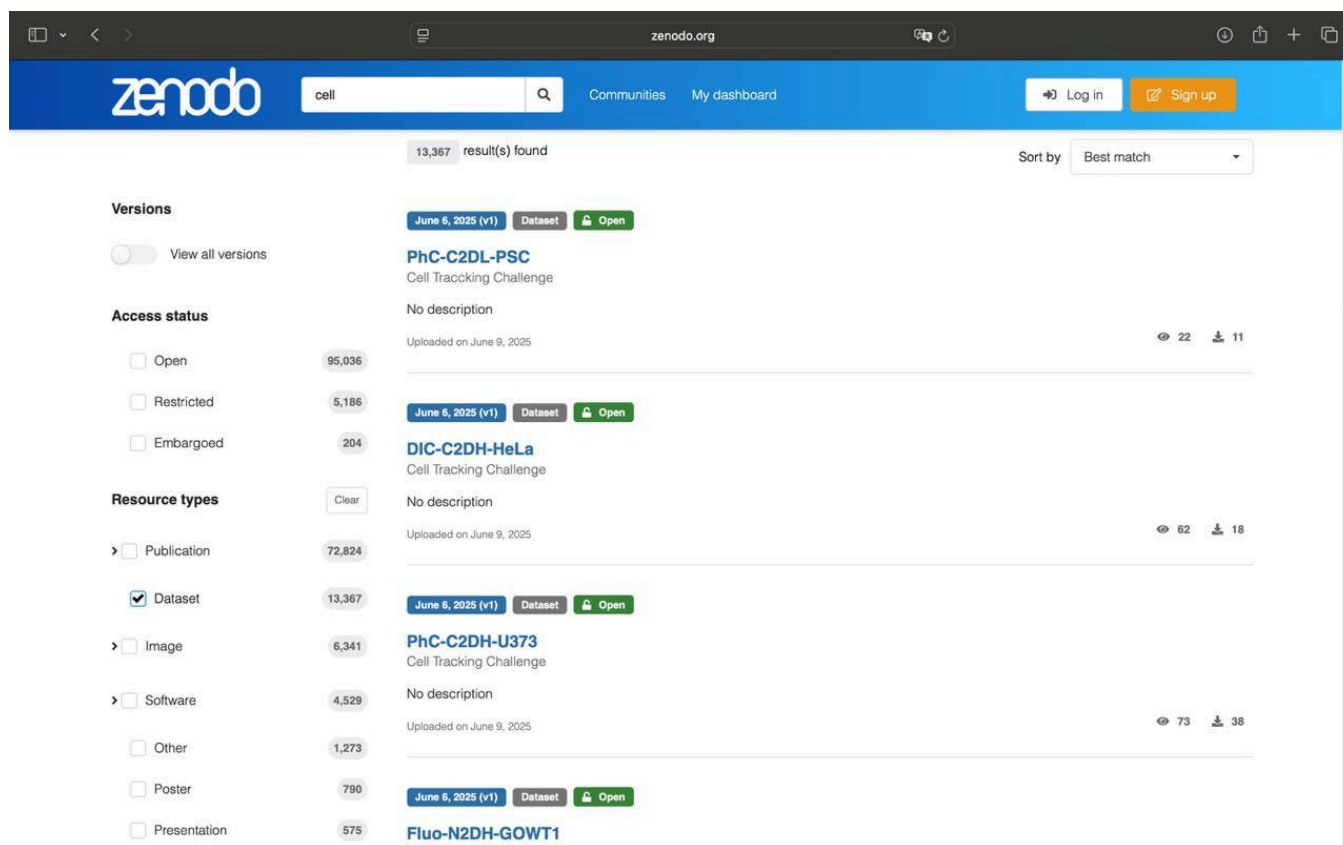 zenodo.org
zenodo
cell
Communities
My dashboard
Log in
Sign up
13,367 result(s) found
Sort by
Best match
Versions
View all versions
Access status
Open 95,036
Restricted 5,186
Embargoed 204
Resource types
Clear
Publication 72,824
Dataset 13,367
Image 6,341
Software 4,529
Other 1,273
Poster 790
Presentation 575
June 6, 2025 (v1) Dataset Open
PhC-C2DL-PSC
Cell Traccking Challenge
No description
Uploaded on June 9, 2025
22 11
June 6, 2025 (v1) Dataset Open
DIC-C2DH-HeLa
Cell Tracking Challenge
No description
Uploaded on June 9, 2025
62 18
June 6, 2025 (v1) Dataset Open
PhC-C2DH-U373
Cell Tracking Challenge
No description
Uploaded on June 9, 2025
73 38
June 6, 2025 (v1) Dataset Open
Fluo-N2DH-GOWT1